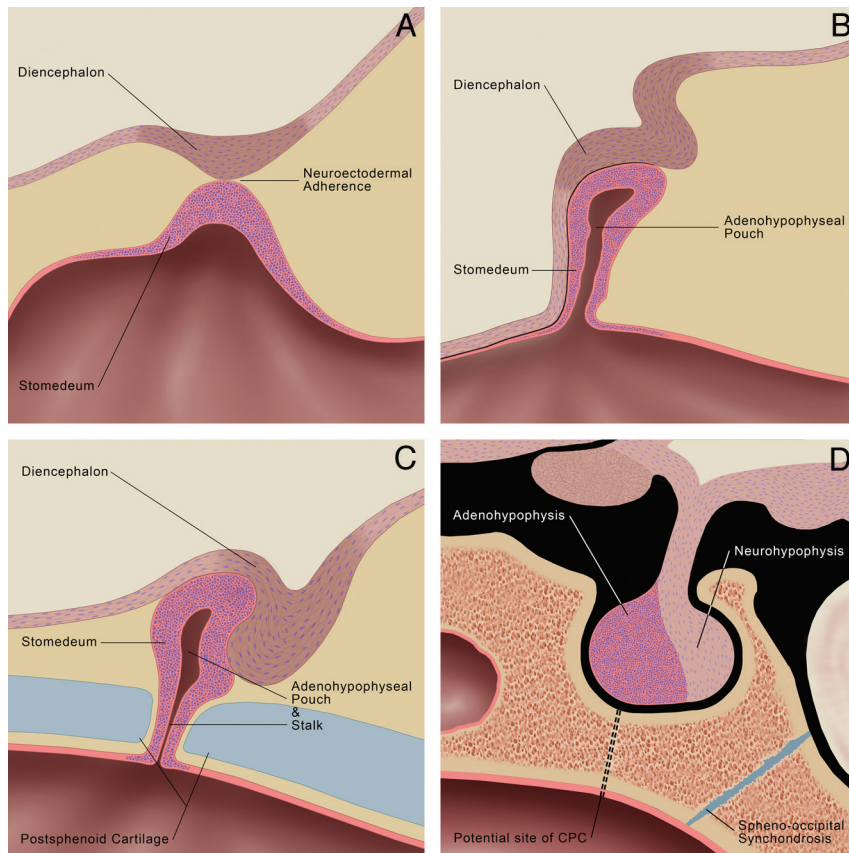 A
Diencephalon
Neuroectodermal
Adherence
Stomedeum
B
Diencephalon
Adenohypophyseal
Pouch
Stomedeum
C
Diencephalon
Stomedeum
Adenohypophyseal
Pouch
&
Stalk
Postsphenoid Cartilage
D
Adenohypophysis
Neurohypophysis
Potential site of CPC
Spheno-occipital
Synchondrosis